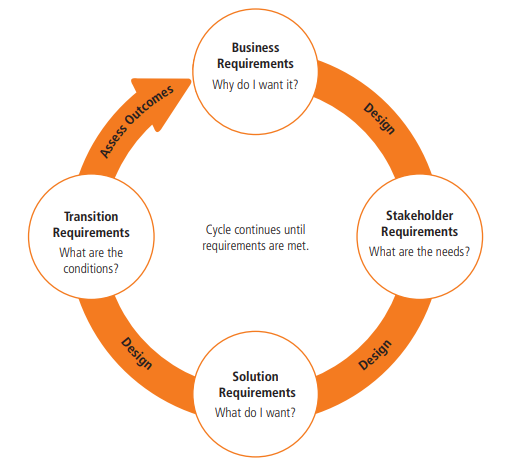 Business
Requirements
Why do I want it?
Design
Stakeholder
Requirements
What are the needs?
Design
Solution
Requirements
What do I want?
Design
Transition
Requirements
What are the
conditions?
Assess Outcomes
Cycle continues until
requirements are met.